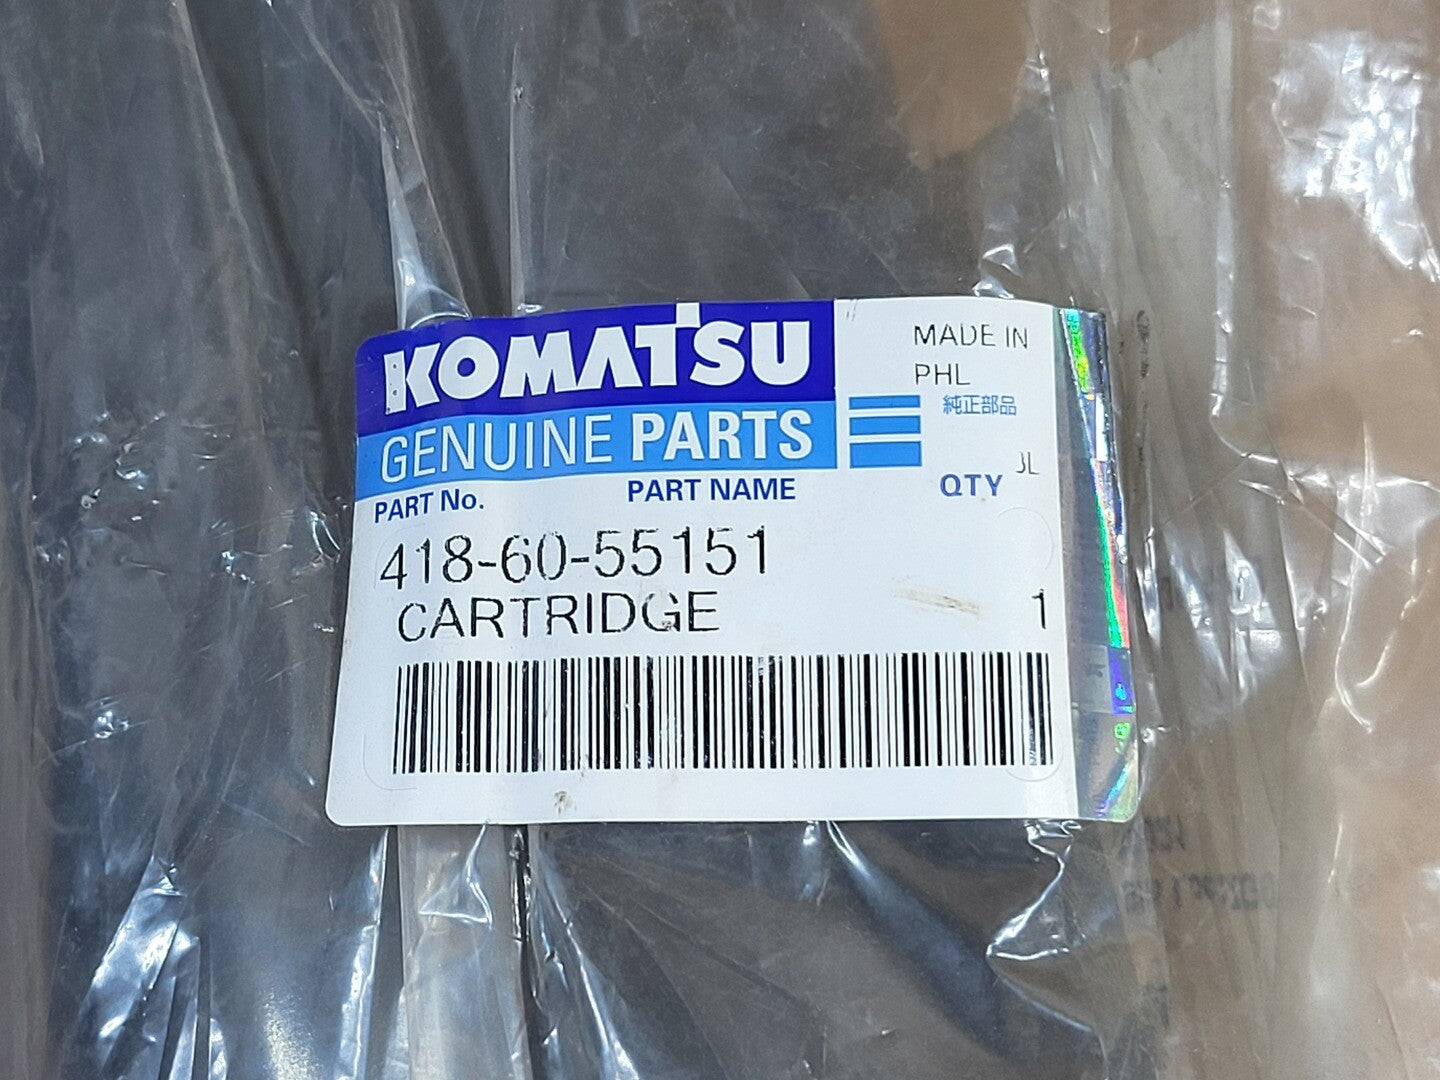 KOMATSU
GENUINE PARTS
MADE IN
PHL
純正部品
PART No.
PART NAME
QTY
418-60-55151
CARTRIDGE
1